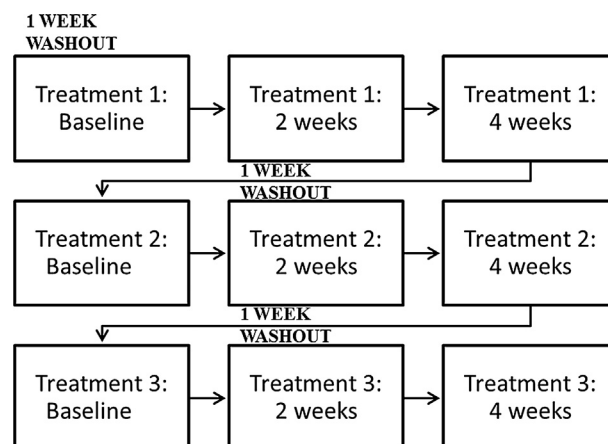 1 WEEK
WASHOUT
Treatment 1:
Baseline
Treatment 1:
2 weeks
Treatment 1:
4 weeks
1 WEEK
WASHOUT
Treatment 2:
Baseline
Treatment 2:
2 weeks
Treatment 2:
4 weeks
1 WEEK
WASHOUT
Treatment 3:
Baseline
Treatment 3:
2 weeks
Treatment 3:
4 weeks